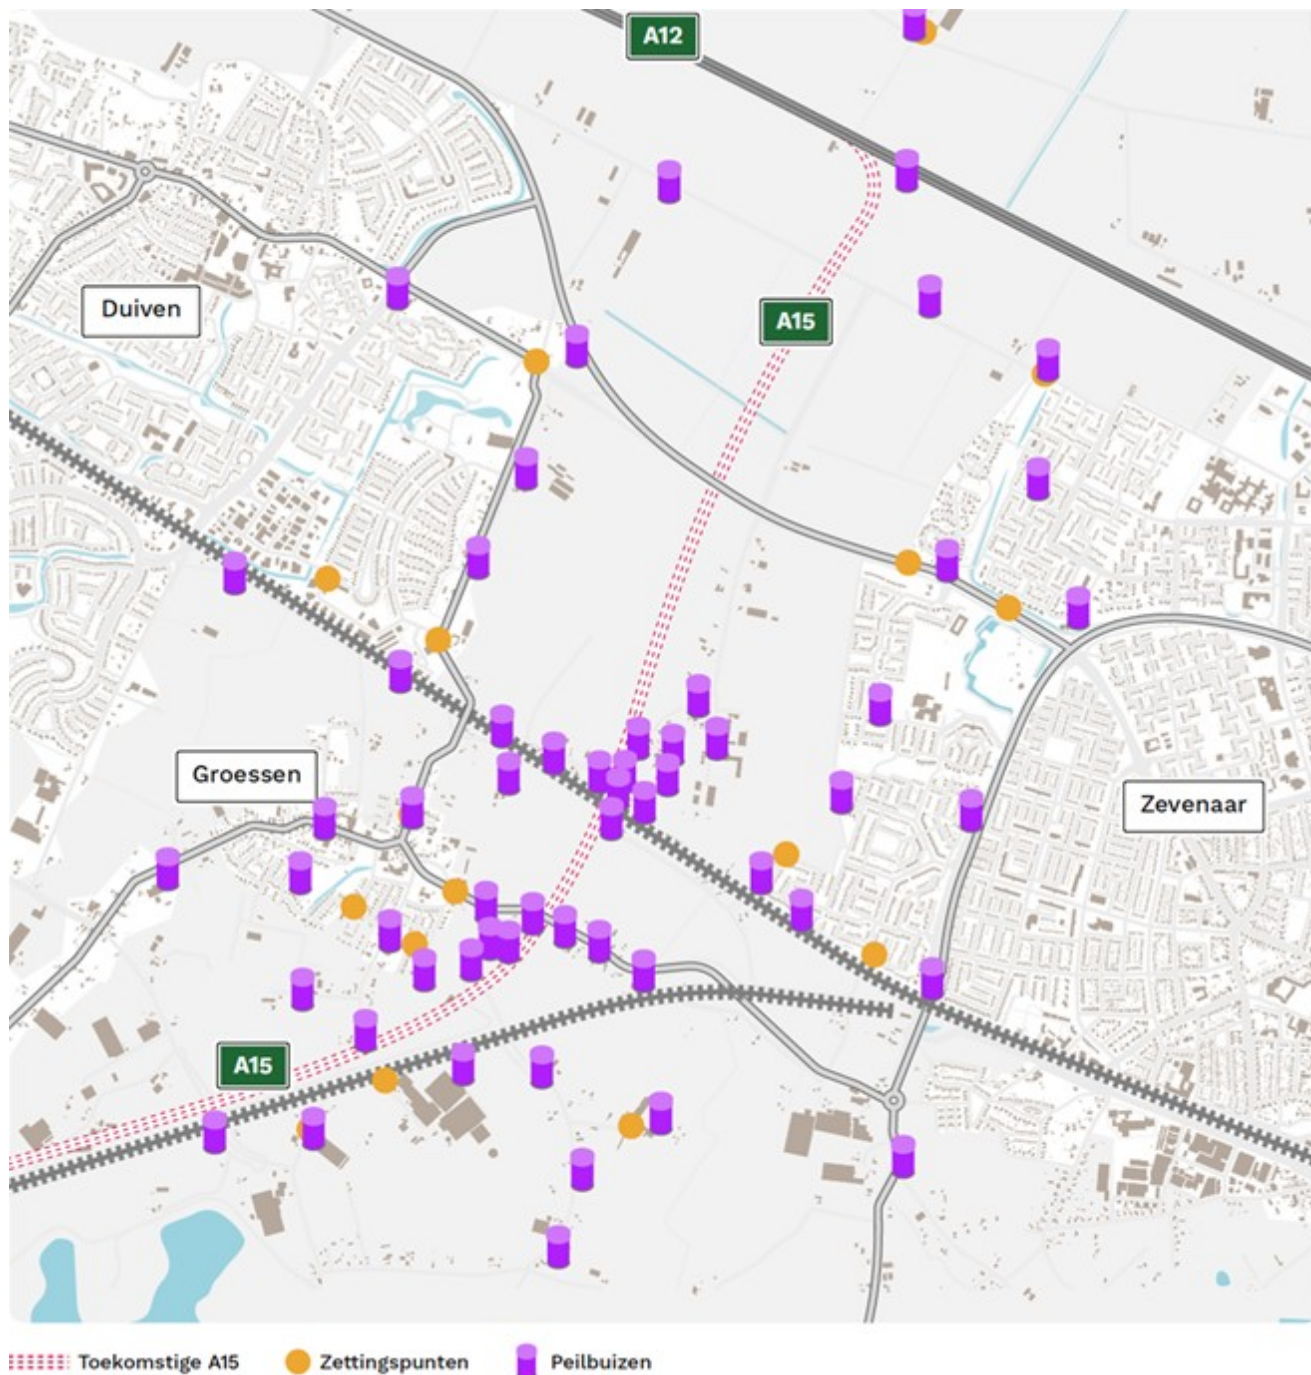 A12
Duiven
A15
Groessen
Zevenaar
A15
Toekomstige A15
Zettingspunten
Peilbuizen